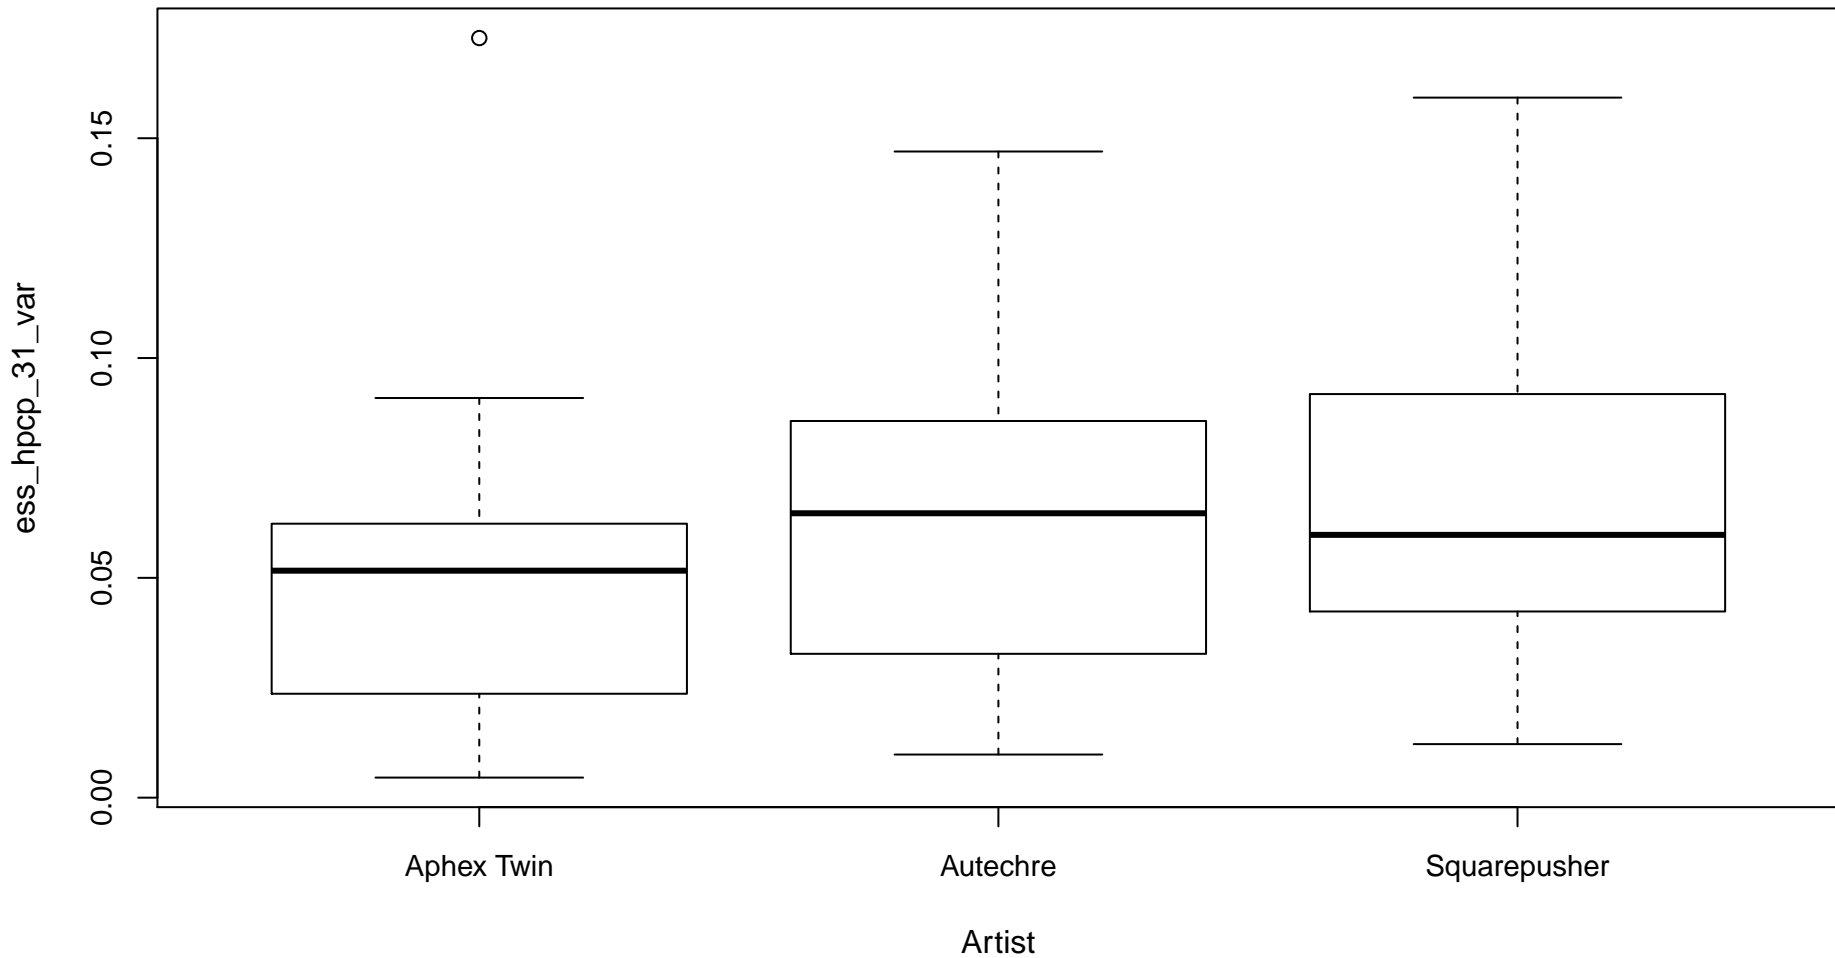 ess_hpcp_31_var
0.15
0.10
0.05
0.00
Aphex Twin Autechre Squarepusher
Artist